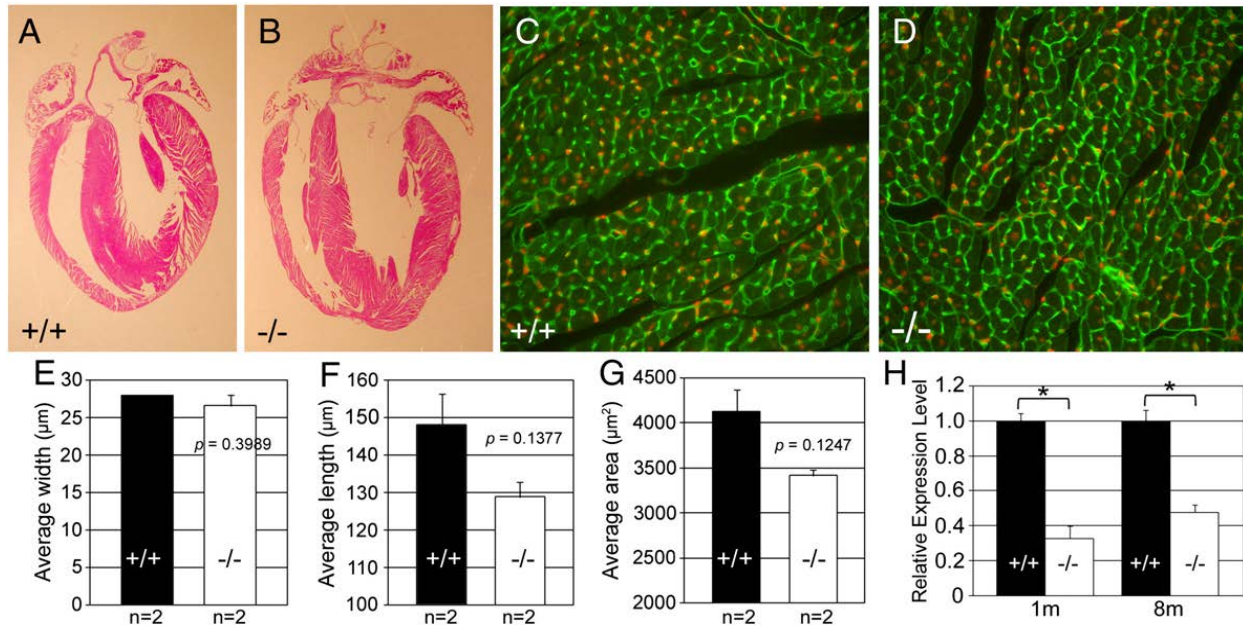 A
B
C
D
+/+
-/-
+/+
-/-
E
Average width (μm)
30
25
20
15
10
5
0
p = 0.3989
+/+
-/-
n=2
n=2
F
Average length (μm)
160
150
140
130
120
110
100
p = 0.1377
+/+
-/-
n=2
n=2
G
Average area (μm²)
4500
4000
3500
3000
2500
2000
p = 0.1247
+/+
-/-
n=2
n=2
H
Relative Expression Level
1.2
1.0
0.8
0.6
0.4
0.2
0
*
*
+/+
-/-
+/+
-/-
1m
8m